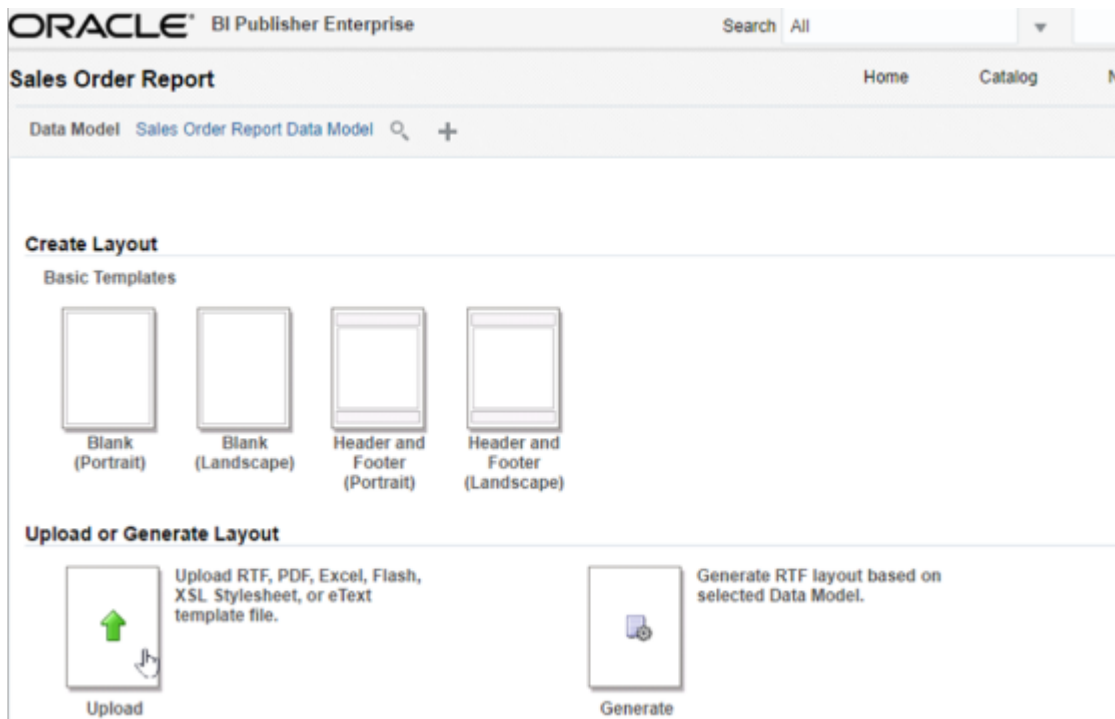 ORACLE BI Publisher Enterprise Search All
Sales Order Report Home Catalog N
Data Model Sales Order Report Data Model
Create Layout
Basic Templates
Blank
(Portrait)
Blank
(Landscape)
Header and
Footer
(Portrait)
Header and
Footer
(Landscape)
Upload or Generate Layout
Upload RTF, PDF, Excel, Flash,
XSL Stylesheet, or eText
template file.
Upload
Generate RTF layout based on
selected Data Model.
Generate